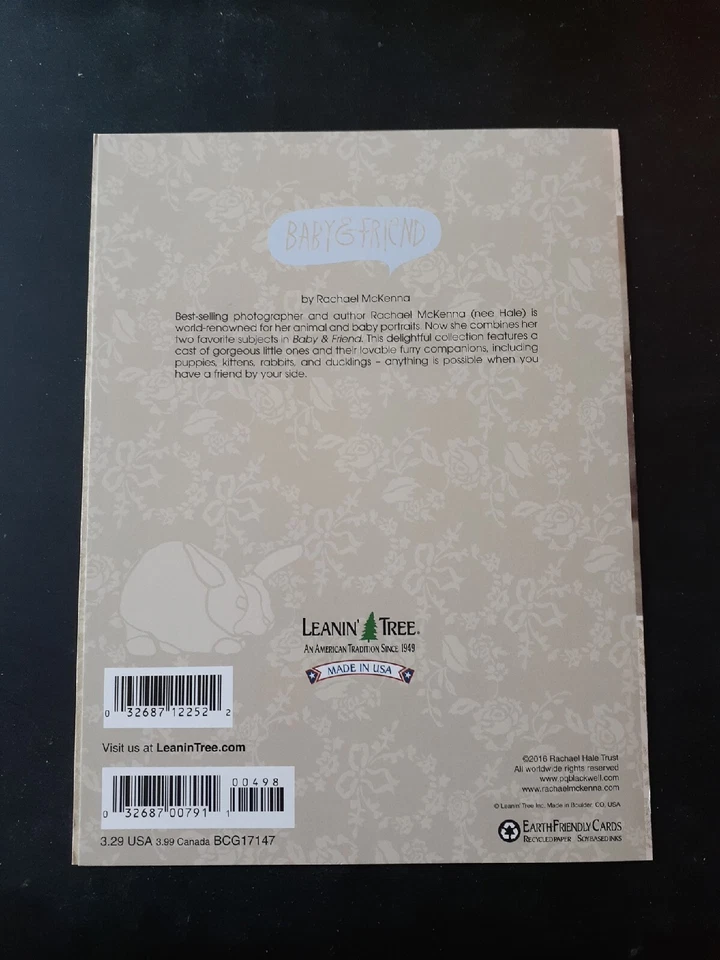 BABY & FRIEND
by Rachael McKenna
Best-selling photographer and author Rachael McKenna (nee Hale) is
world-renowned for her animal and baby portraits. Now she combines her
two favorite subjects in Baby & Friend. This delightful collection features a
cast of gorgeous little ones and their lovable furry companions, including
puppies, kittens, rabbits, and ducklings – anything is possible when you
have a friend by your side.
LEANIN' TREE®
AN AMERICAN TRADITION SINCE 1949
MADE IN USA
0 32687 12252 2
Visit us at LeaninTree.com
00498
0 32687 00791 1
3.29 USA 3.99 Canada BCG17147
©2016 Rachael Hale Trust
All worldwide rights reserved
www.pqblackwell.com
www.rachaelmckenna.com
© Leanin' Tree Inc. Made in Boulder, CO, USA
EARTH FRIENDLY CARDS
RECYCLED PAPER SOY BASED INKS